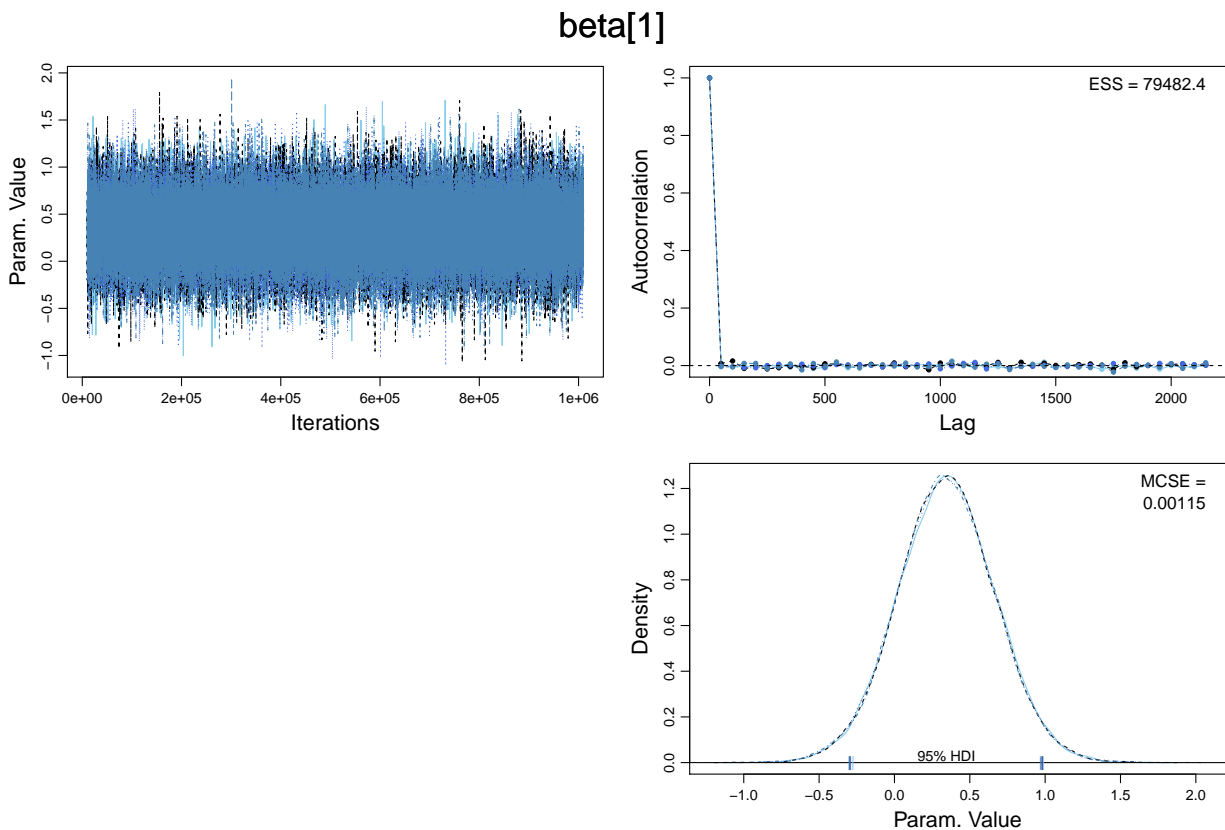 beta[1]
Param. Value
2.0
1.5
1.0
0.5
0.0
−0.5
−1.0
0e+00 2e+05 4e+05 6e+05 8e+05 1e+06
Iterations
ESS = 79482.4
Autocorrelation
1.0
0.8
0.6
0.4
0.2
0.0
0 500 1000 1500 2000
Lag
MCSE =
0.00115
Density
1.2
1.0
0.8
0.6
0.4
0.2
0.0
95% HDI
−1.0 −0.5 0.0 0.5 1.0 1.5 2.0
Param. Value